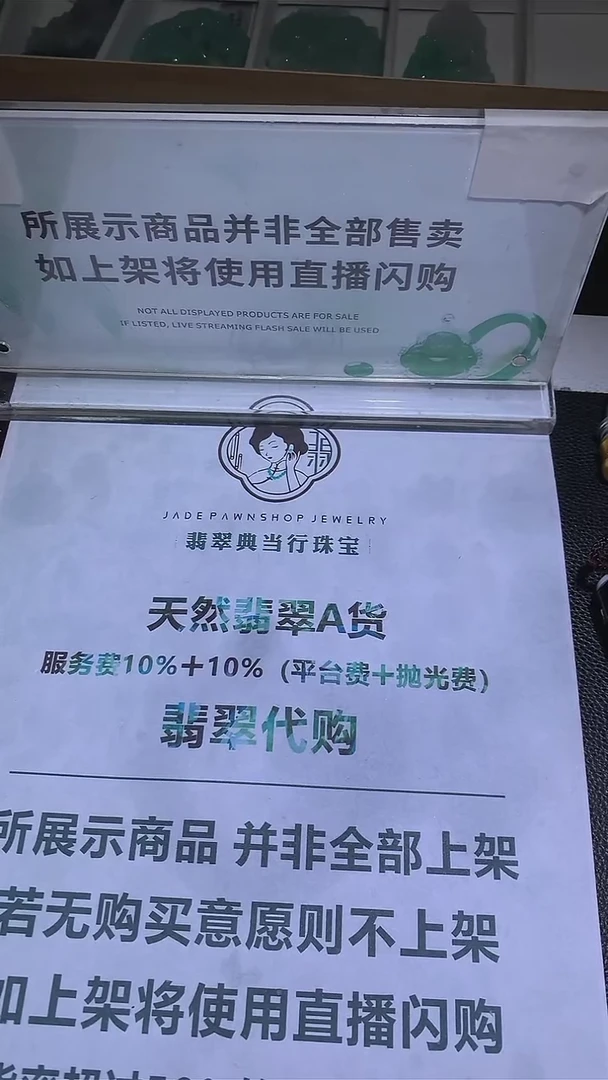 所展示商品并非全部售卖
如上架将使用直播闪购
NOT ALL DISPLAYED PRODUCTS ARE FOR SALE
IF LISTED, LIVE STREAMING FLASH SALE WILL BE USED
JADEPAWNSHOP JEWELRY
翡翠典当行珠宝
天然翡翠A货
服务费10%+10%（平台费+抛光费）
翡翠代购
所展示商品 并非全部上架
若无购买意愿则不上架
如上架将使用直播闪购